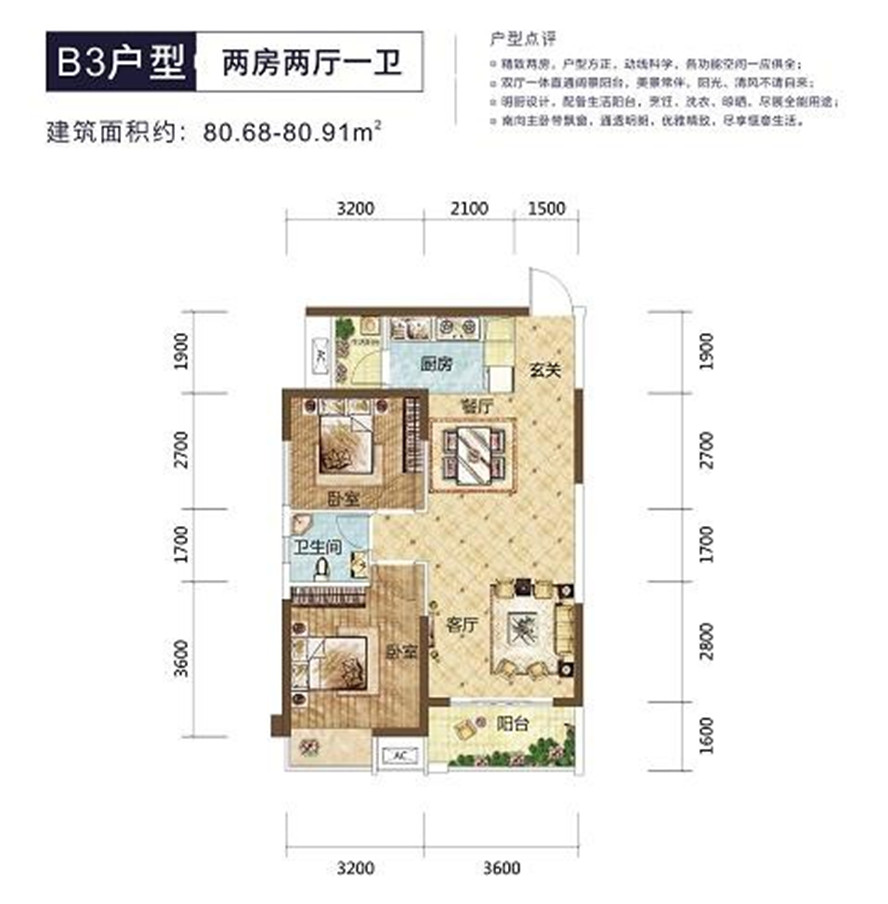 B3户型
两房两厅一卫
建筑面积约：80.68-80.91m²
户型点评
精致两房，户型方正，动线科学，各功能空间一应俱全；
双厅一体直通阔景阳台，美景常伴，阳光、清风不请自来；
明厨设计，配备生活阳台，烹饪、洗衣、晾晒，尽展全能用途；
南向主卧带飘窗，通透明朗，优雅精致，尽享惬意生活。
3200
2100
1500
1900
2700
1700
3600
1900
2700
1700
2800
1600
AC
生活阳台
厨房
玄关
餐厅
卧室
卫生间
客厅
卧室
阳台
AC
3200
3600